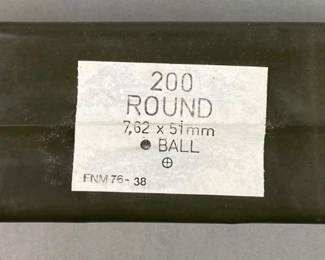 200
ROUND
7,62 x 51mm
● BALL
⊕
FNM 76-38